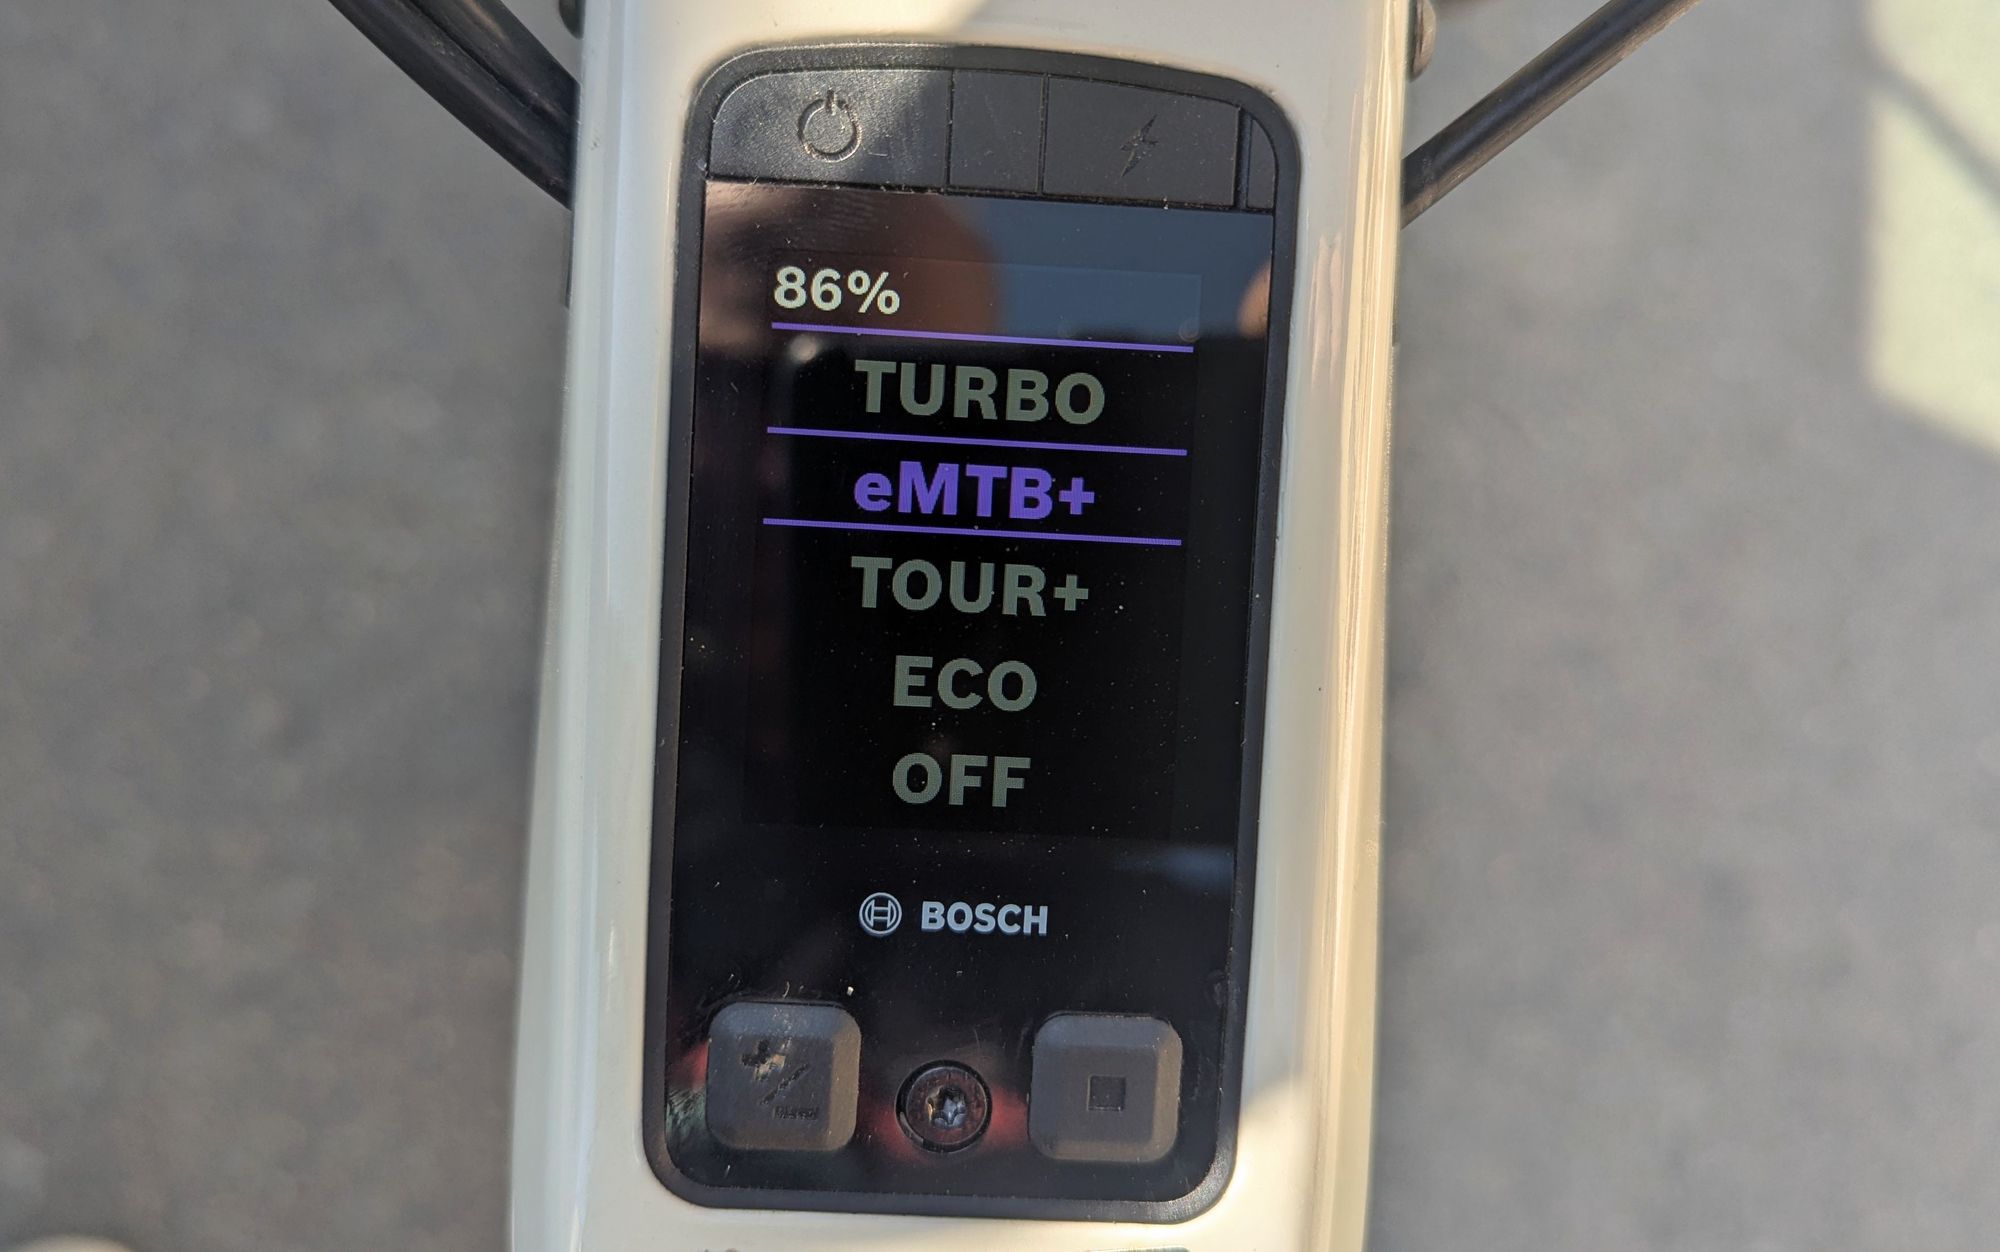 86%
TURBO
eMTB+
TOUR+
ECO
OFF
BOSCH